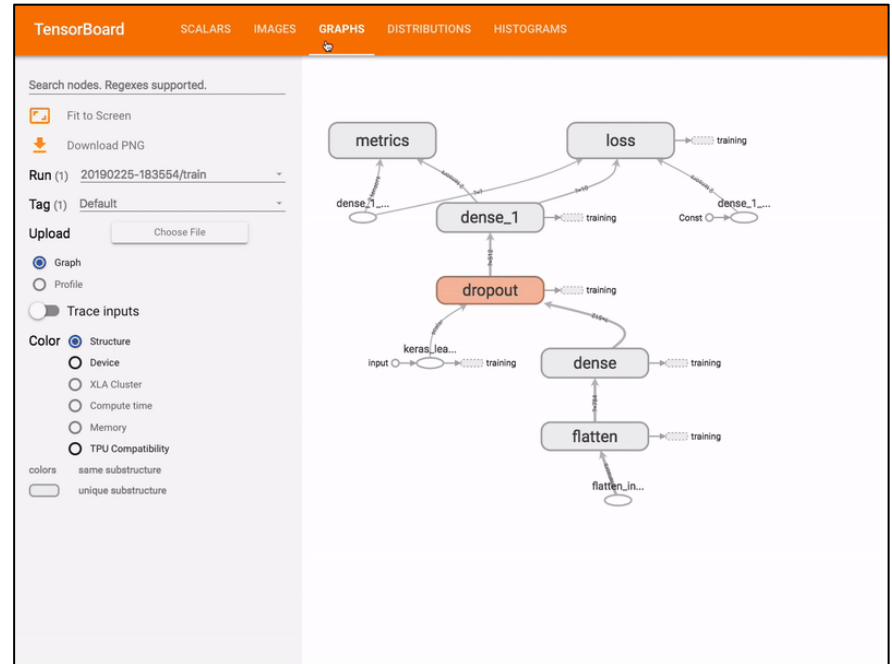 TensorBoard SCALARS IMAGES GRAPHS DISTRIBUTIONS HISTOGRAMS
Search nodes. Regexes supported.
Fit to Screen
Download PNG
Run (1) 20190225-183554/train
Tag (1) Default
Upload Choose File
Graph
Profile
Trace inputs
Color Structure
Device
XLA Cluster
Compute time
Memory
TPU Compatibility
colors same substructure
unique substructure
metrics
loss
training
dense_1_...
dense_1
training
Const
dense_1_...
dropout
training
keras_lea...
input
training
dense
training
flatten
training
flatten_in...